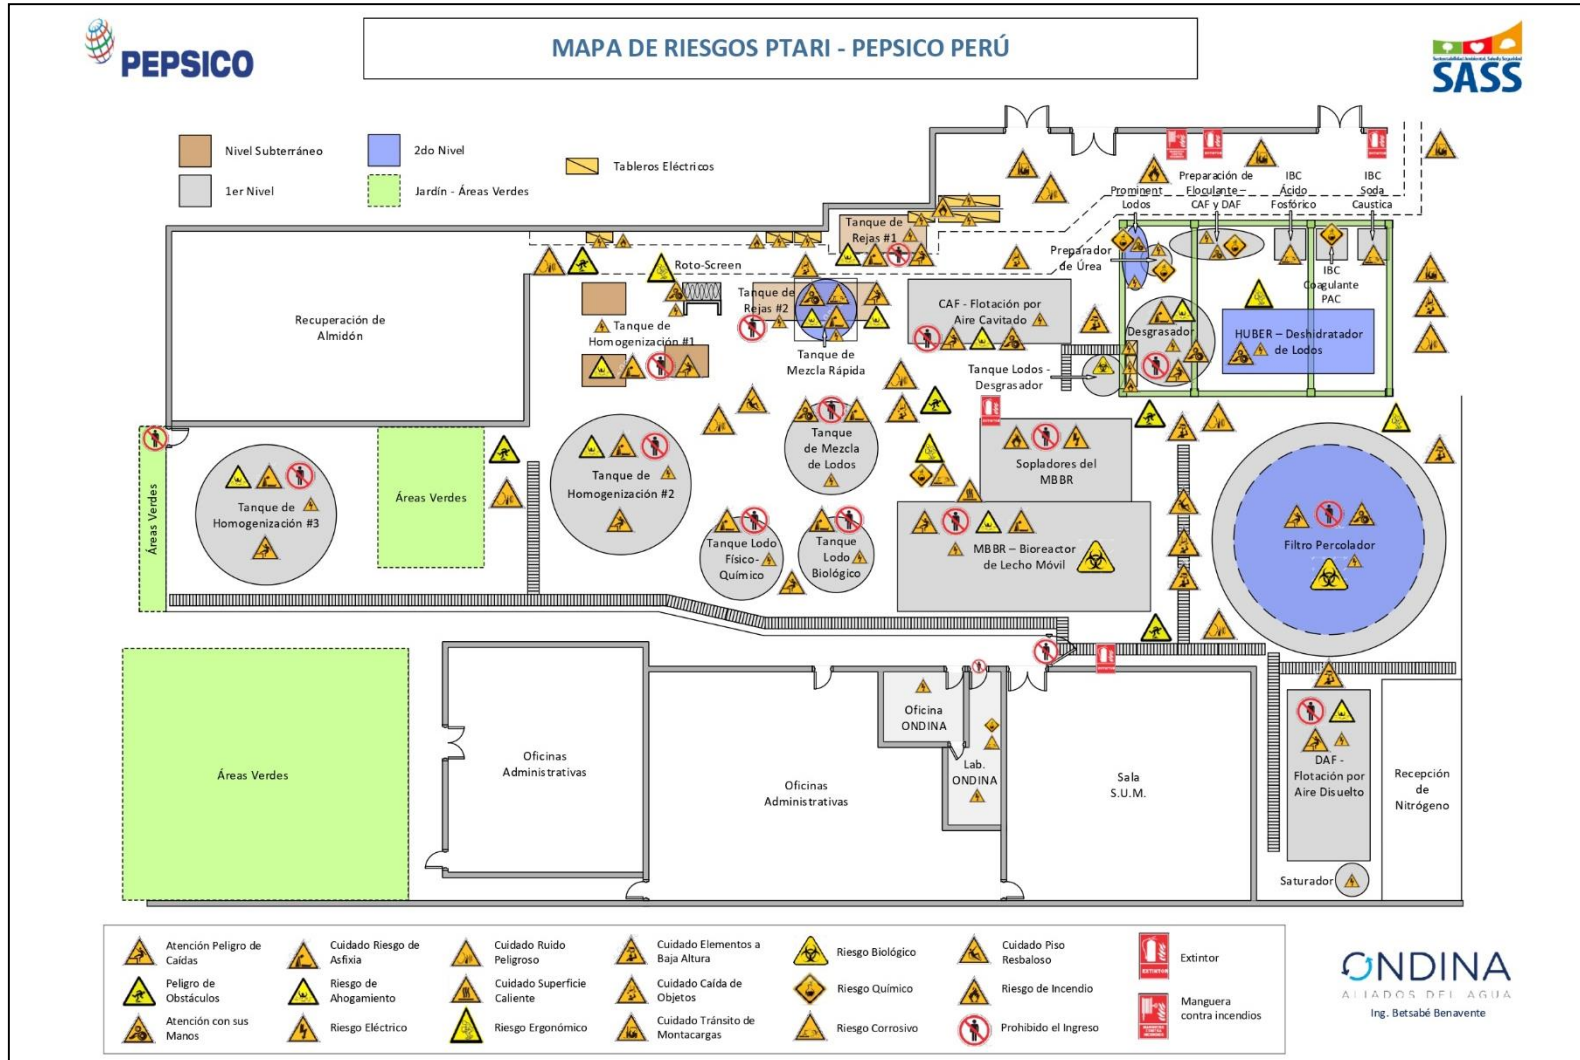 PEPSICO
MAPA DE RIESGOS PTARI - PEPSICO PERÚ
SASS
Nivel Subterráneo
2do Nivel
Tableros Eléctricos
1er Nivel
Jardín - Áreas Verdes
Prominent
Lodos
Preparación de
Floculante –
CAF y DAF
IBC
Ácido
Fosfórico
IBC
Soda
Caustica
Tanque de
Rejas #1
Preparador
de Úrea
Roto-Screen
IBC
Coagulante
PAC
Recuperación de
Almidón
Tanque de
Rejas #2
CAF - Flotación por
Aire Cavitado
Desgrasador
HUBER – Deshidratador
de Lodos
Tanque de
Homogenización #1
Tanque de
Mezcla Rápida
Tanque Lodos -
Desgrasador
Tanque
de Mezcla
de Lodos
Sopladores del
MBBR
Tanque de
Homogenización #2
Áreas Verdes
Áreas Verdes
Tanque de
Homogenización #3
Tanque Lodo
Físico-
Químico
Tanque
Lodo
Biológico
MBBR – Bioreactor
de Lecho Móvil
Filtro Percolador
Oficina
ONDINA
Oficinas
Administrativas
Lab.
ONDINA
Áreas Verdes
Oficinas
Administrativas
Sala
S.U.M.
DAF -
Flotación por
Aire Disuelto
Recepción
de
Nitrógeno
Saturador
Atención Peligro de
Caídas
Cuidado Riesgo de
Asfixia
Cuidado Ruido
Peligroso
Cuidado Elementos a
Baja Altura
Riesgo Biológico
Cuidado Piso
Resbaloso
EXTINTOR
Extintor
Peligro de
Obstáculos
Riesgo de
Ahogamiento
Cuidado Superficie
Caliente
Cuidado Caída de
Objetos
Riesgo Químico
Riesgo de Incendio
Manguera
contra incendios
Atención con sus
Manos
Riesgo Eléctrico
Riesgo Ergonómico
Cuidado Tránsito de
Montacargas
Riesgo Corrosivo
Prohibido el Ingreso
ONDINA
ALIADOS DEL AGUA
Ing. Betsabé Benavente